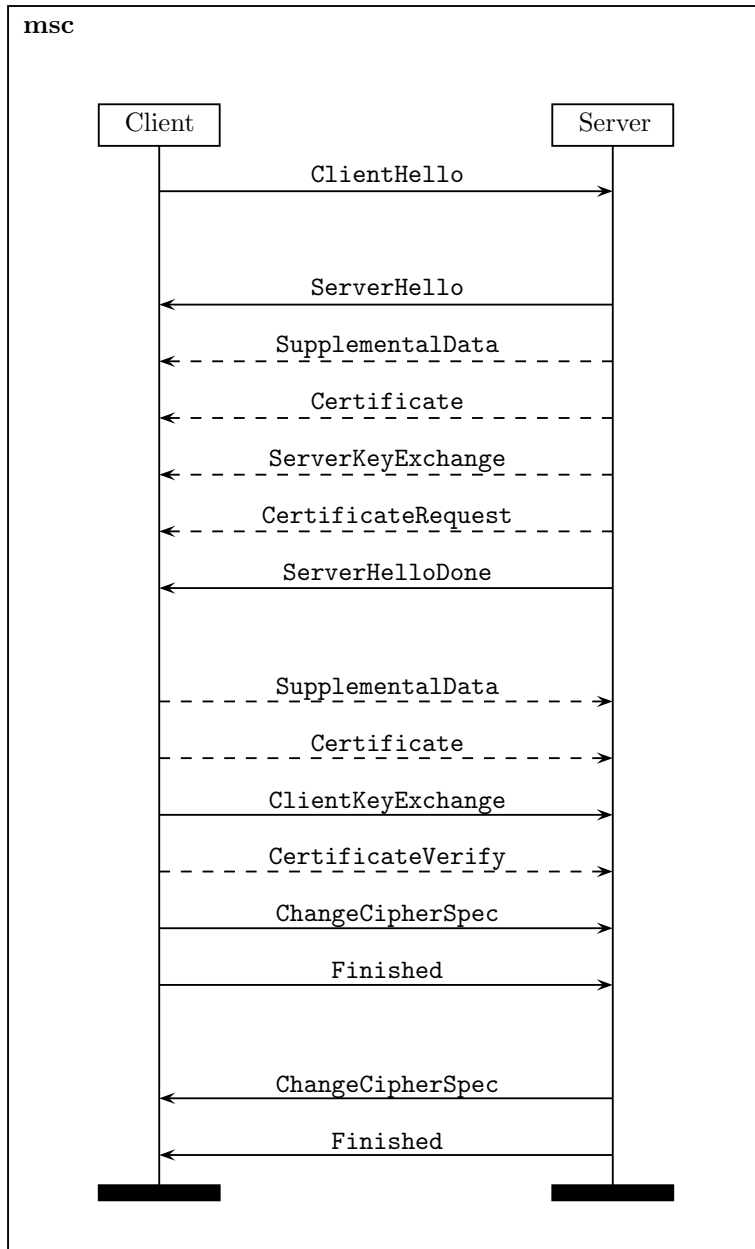 msc
Client Server
ClientHello
ServerHello
SupplementalData
Certificate
ServerKeyExchange
CertificateRequest
ServerHelloDone
SupplementalData
Certificate
ClientKeyExchange
CertificateVerify
ChangeCipherSpec
Finished
ChangeCipherSpec
Finished